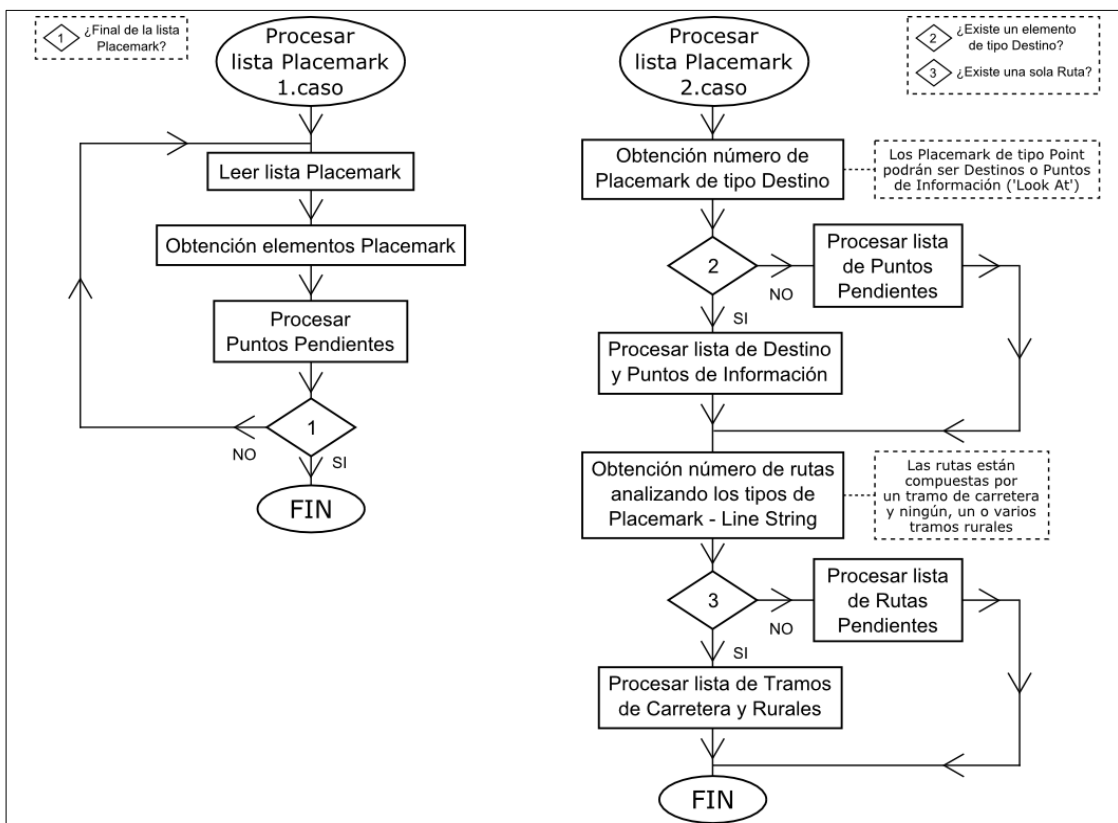 1
¿Final de la lista
Placemark?
Procesar
lista Placemark
1.caso
Leer lista Placemark
Obtención elementos Placemark
Procesar
Puntos Pendientes
1
NO
SI
FIN
Procesar
lista Placemark
2.caso
2
¿Existe un elemento
de tipo Destino?
3
¿Existe una sola Ruta?
Obtención número de
Placemark de tipo Destino
Los Placemark de tipo Point
podrán ser Destinos o Puntos
de Información ('Look At')
2
NO
SI
Procesar lista
de Puntos
Pendientes
Procesar lista de Destino
y Puntos de Información
Obtención número de rutas
analizando los tipos de
Placemark - Line String
Las rutas están
compuestas por
un tramo de carretera
y ningún, un o varios
tramos rurales
3
NO
SI
Procesar lista
de Rutas
Pendientes
Procesar lista de Tramos
de Carretera y Rurales
FIN